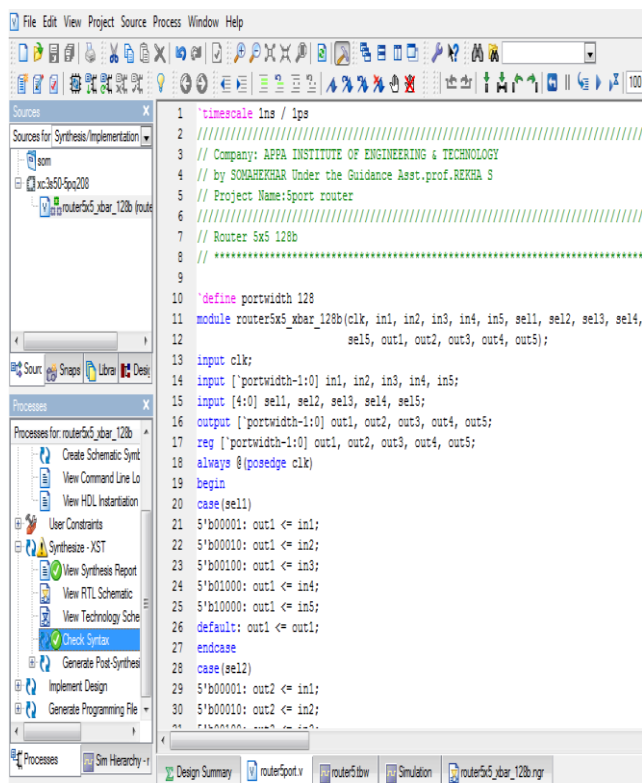 File Edit View Project Source Process Window Help
100
Sources
Sources for: Synthesis/Implementation
som
xc3s50-5pq208
router5x5_xbar_128b (route
Sourc Snaps Librar Desig
Processes
Processes for: router5x5_xbar_128b
Create Schematic Symb
View Command Line Lo
View HDL Instantiation
User Constraints
Synthesize - XST
View Synthesis Report
View RTL Schematic
View Technology Sche
Check Syntax
Generate Post-Synthesi
Implement Design
Generate Programming File
Processes Sim Hierarchy - r
1 `timescale 1ns / 1ps
2 //////////////////////////////////////////////////////////////////////////////
3 // Company: APPA INSTITUTE OF ENGINEERING & TECHNOLOGY
4 // by SOMAHEKHAR Under the Guidance Asst.prof.REKHA S
5 // Project Name:5port router
6 //////////////////////////////////////////////////////////////////////////////
7 // Router 5x5 128b
8 // ***************************************************************************
9
10 `define portwidth 128
11 module router5x5_xbar_128b(clk, in1, in2, in3, in4, in5, sel1, sel2, sel3, sel4,
12 sel5, out1, out2, out3, out4, out5);
13 input clk;
14 input [`portwidth-1:0] in1, in2, in3, in4, in5;
15 input [4:0] sel1, sel2, sel3, sel4, sel5;
16 output [`portwidth-1:0] out1, out2, out3, out4, out5;
17 reg [`portwidth-1:0] out1, out2, out3, out4, out5;
18 always @(posedge clk)
19 begin
20 case(sel1)
21 5'b00001: out1 <= in1;
22 5'b00010: out1 <= in2;
23 5'b00100: out1 <= in3;
24 5'b01000: out1 <= in4;
25 5'b10000: out1 <= in5;
26 default: out1 <= out1;
27 endcase
28 case(sel2)
29 5'b00001: out2 <= in1;
30 5'b00010: out2 <= in2;
31 5'b00100: out2 <= in3;
Design Summary router5port.v router5.tbw Simulation router5x5_xbar_128b.ngr